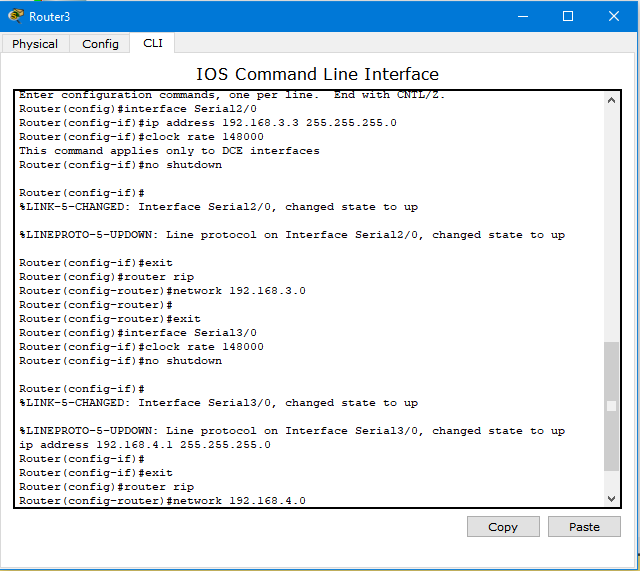 Router3
Physical Config CLI
IOS Command Line Interface
Enter configuration commands, one per line.  End with CNTL/Z.
Router(config)#interface Serial2/0
Router(config-if)#ip address 192.168.3.3 255.255.255.0
Router(config-if)#clock rate 148000
This command applies only to DCE interfaces
Router(config-if)#no shutdown
Router(config-if)#
%LINK-5-CHANGED: Interface Serial2/0, changed state to up
%LINEPROTO-5-UPDOWN: Line protocol on Interface Serial2/0, changed state to up
Router(config-if)#exit
Router(config)#router rip
Router(config-router)#network 192.168.3.0
Router(config-router)#
Router(config-router)#exit
Router(config)#interface Serial3/0
Router(config-if)#clock rate 148000
Router(config-if)#no shutdown
Router(config-if)#
%LINK-5-CHANGED: Interface Serial3/0, changed state to up
%LINEPROTO-5-UPDOWN: Line protocol on Interface Serial3/0, changed state to up
ip address 192.168.4.1 255.255.255.0
Router(config-if)#
Router(config-if)#exit
Router(config)#router rip
Router(config-router)#network 192.168.4.0
Copy Paste